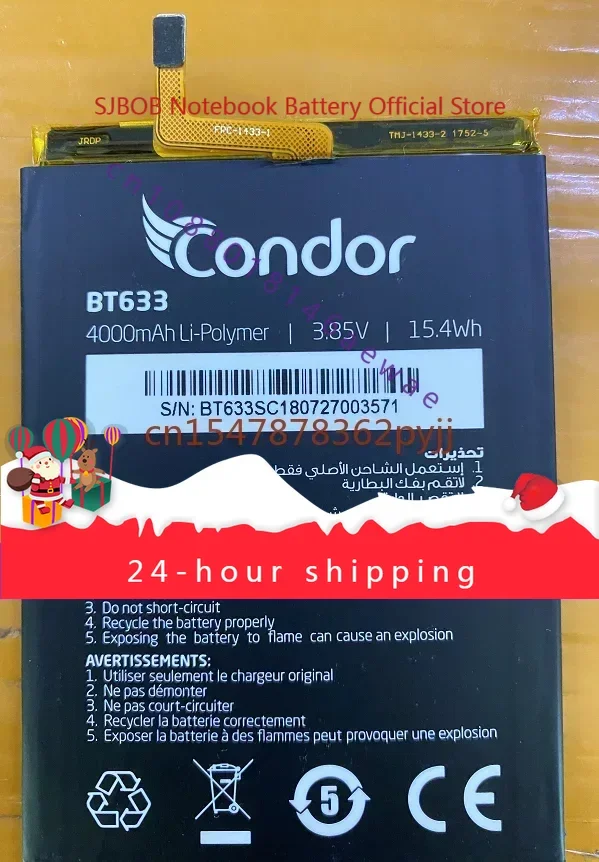 SJBOB Notebook Battery Official Store
FPC-1433-1
JRDP
TMJ-1433-2 1752-5
Condor
BT633
4000mAh Li-Polymer | 3.85V | 15.4Wh
S/N: BT633SC180727003571
cn1547878362pyjj
تحذيرات
1. إستعمل الشاحن الأصلي فقط
2. لاتقم بفك البطارية
24-hour shipping
3. Do not short-circuit
4. Recycle the battery properly
5. Exposing the battery to flame can cause an explosion
AVERTISSEMENTS:
1. Utiliser seulement le chargeur original
2. Ne pas démonter
3. Ne pas court-circuiter
4. Recycler la batterie correctement
5. Exposer la batterie à des flammes peut provoquer une explosion
5
CE